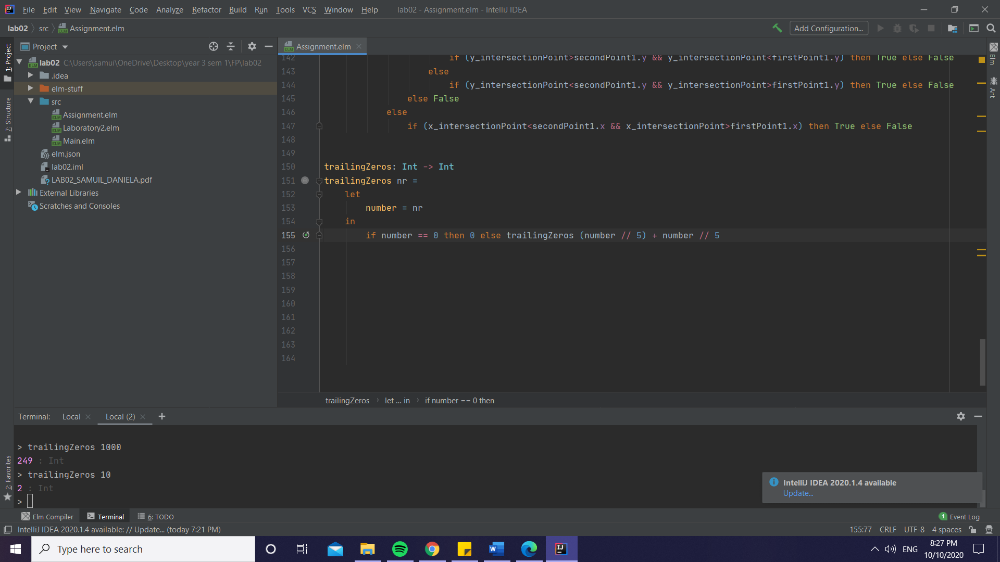 File Edit View Navigate Code Analyze Refactor Build Run Tools VCS Window Help lab02 - Assignment.elm - IntelliJ IDEA
lab02 src Assignment.elm Add Configuration...
Project
Assignment.elm
1: Project
7: Structure
2: Favorites
Elm
Ant
lab02 C:\Users\samui\OneDrive\Desktop\year 3 sem 1\FP\lab02
.idea
elm-stuff
src
Assignment.elm
Laboratory2.elm
Main.elm
elm.json
lab02.iml
LAB02_SAMUIL_DANIELA.pdf
External Libraries
Scratches and Consoles
142 if (y_intersectionPoint>secondPoint1.y && y_intersectionPoint<firstPoint1.y) then True else False
143 else
144 if (y_intersectionPoint<secondPoint1.y && y_intersectionPoint>firstPoint1.y) then True else False
145 else False
146 else
147 if (x_intersectionPoint<secondPoint1.x && x_intersectionPoint>firstPoint1.x) then True else False
148
149
150 trailingZeros: Int -> Int
151 trailingZeros nr =
152 let
153 number = nr
154 in
155 if number == 0 then 0 else trailingZeros (number // 5) + number // 5
156
157
158
159
160
161
162
163
164
trailingZeros let ... in if number == 0 then
Terminal: Local Local (2)
> trailingZeros 1000
249 : Int
> trailingZeros 10
2 : Int
>
IntelliJ IDEA 2020.1.4 available
Update...
Elm Compiler Terminal 6: TODO 1 Event Log
IntelliJ IDEA 2020.1.4 available: // Update... (today 7:21 PM) 155:77 CRLF UTF-8 4 spaces
Type here to search ENG 8:27 PM
10/10/2020